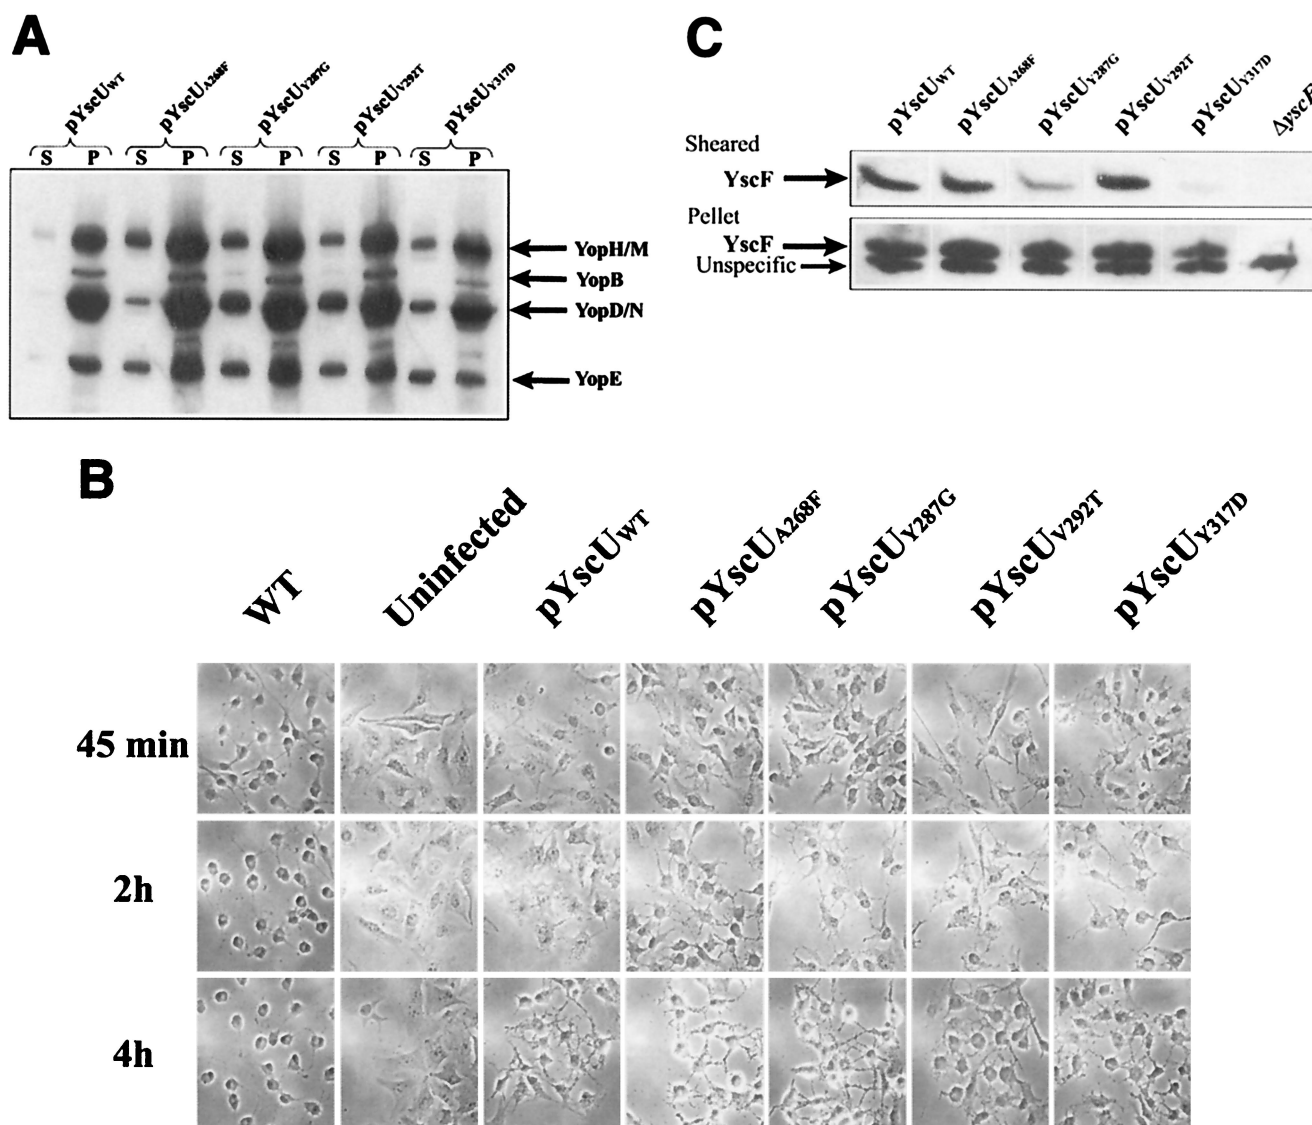 A
pYscUWT
pYscUA268F
pYscUY287G
pYscUV292T
pYscUY317D
S P S P S P S P S P
YopH/M
YopB
YopD/N
YopE
C
pYscUWT
pYscUA268F
pYscUY287G
pYscUV292T
pYscUY317D
Sheared
YscF
Pellet
YscF
Unspecific
B
WT
Uninfected
pYscUWT
pYscUA268F
pYscUY287G
pYscUV292T
pYscUY317D
45 min
2h
4h